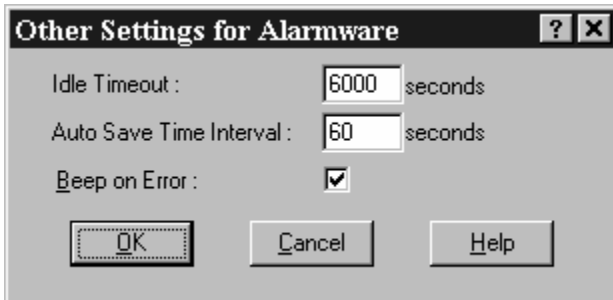 Other Settings for Alarmware ? X
Idle Timeout : 6000 seconds
Auto Save Time Interval : 60 seconds
Beep on Error :
OK Cancel Help